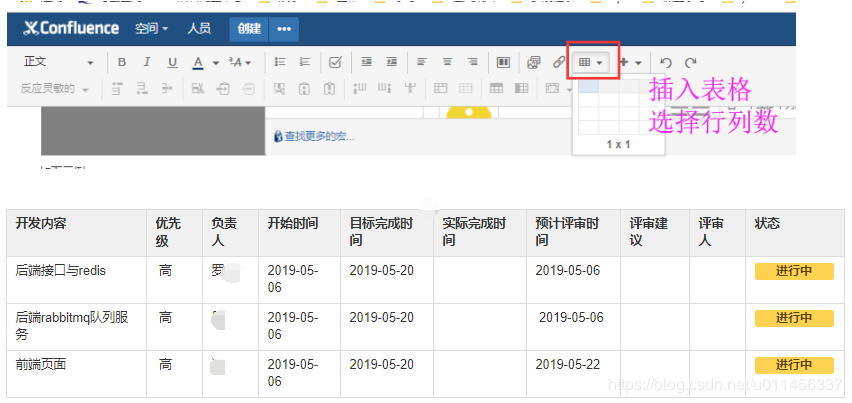 Confluence 空间 人员 创建 •••
正文 B I U A
反应灵敏的
插入表格
选择行列数
查找更多的宏...
1 x 1
开发内容 优先级 负责人 开始时间 目标完成时间 实际完成时间 预计评审时间 评审建议 评审人 状态
后端接口与redis 高 罗 2019-05-06 2019-05-20 2019-05-06 进行中
后端rabbitmq队列服务 高 2019-05-06 2019-05-20 2019-05-06 进行中
前端页面 高 2019-05-06 2019-05-20 2019-05-22 进行中
https://blog.csdn.net/u011456337